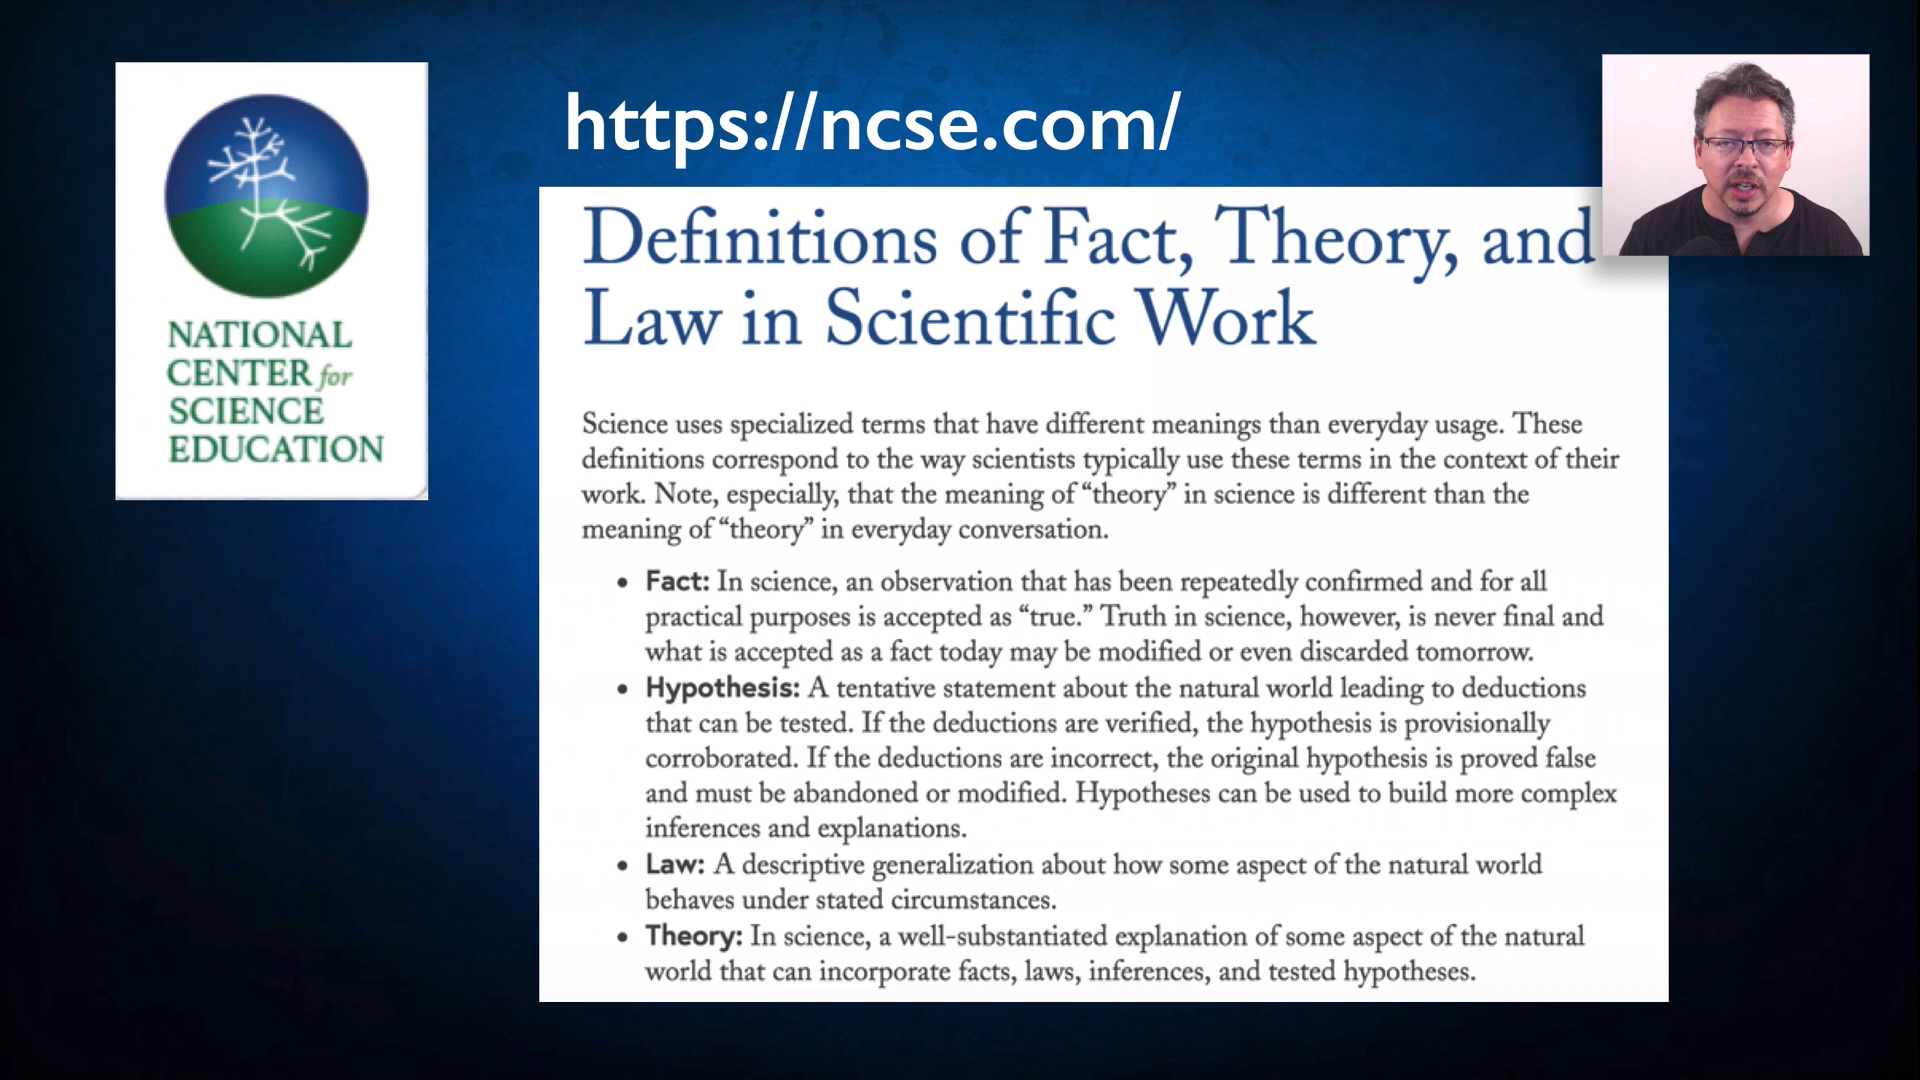 NATIONAL
CENTER for
SCIENCE
EDUCATION
https://ncse.com/
Definitions of Fact, Theory, and
Law in Scientific Work
Science uses specialized terms that have different meanings than everyday usage. These
definitions correspond to the way scientists typically use these terms in the context of their
work. Note, especially, that the meaning of “theory” in science is different than the
meaning of “theory” in everyday conversation.
• Fact: In science, an observation that has been repeatedly confirmed and for all
practical purposes is accepted as “true.” Truth in science, however, is never final and
what is accepted as a fact today may be modified or even discarded tomorrow.
• Hypothesis: A tentative statement about the natural world leading to deductions
that can be tested. If the deductions are verified, the hypothesis is provisionally
corroborated. If the deductions are incorrect, the original hypothesis is proved false
and must be abandoned or modified. Hypotheses can be used to build more complex
inferences and explanations.
• Law: A descriptive generalization about how some aspect of the natural world
behaves under stated circumstances.
• Theory: In science, a well-substantiated explanation of some aspect of the natural
world that can incorporate facts, laws, inferences, and tested hypotheses.